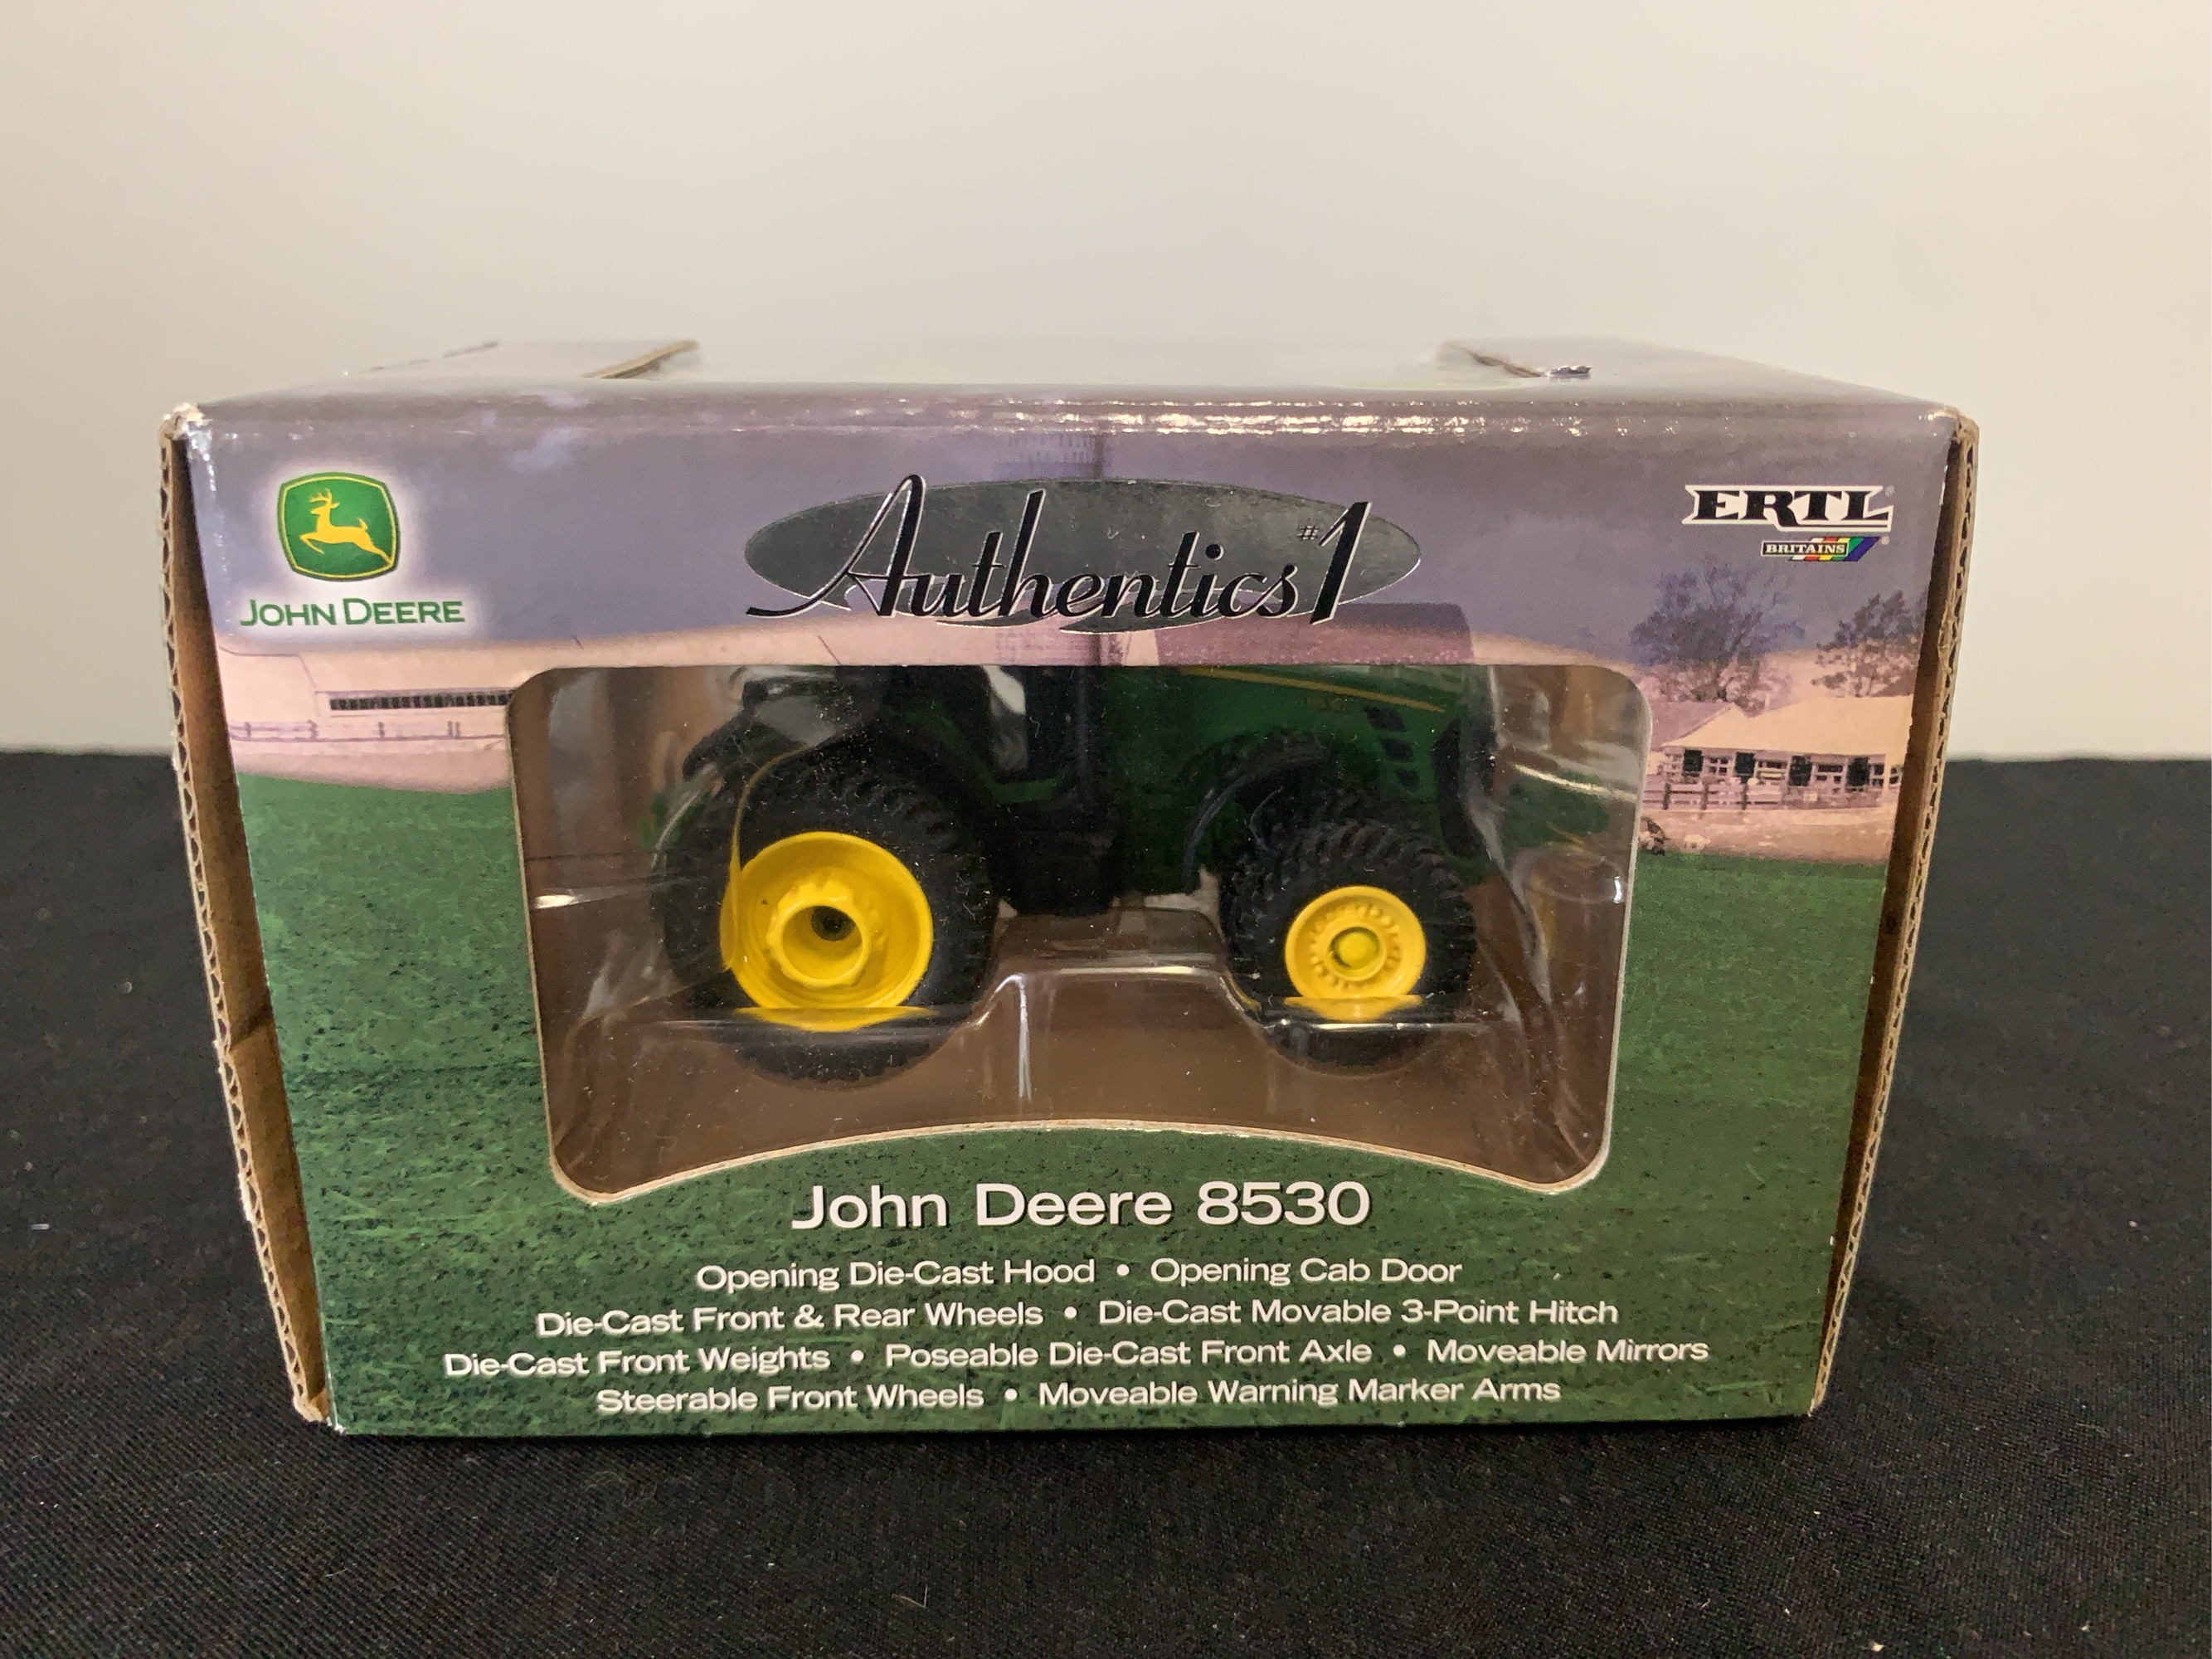 JOHN DEERE
Authentics #1
ERTL
BRITAINS
John Deere 8530
Opening Die-Cast Hood • Opening Cab Door
Die-Cast Front & Rear Wheels • Die-Cast Movable 3-Point Hitch
Die-Cast Front Weights • Poseable Die-Cast Front Axle • Moveable Mirrors
Steerable Front Wheels • Moveable Warning Marker Arms